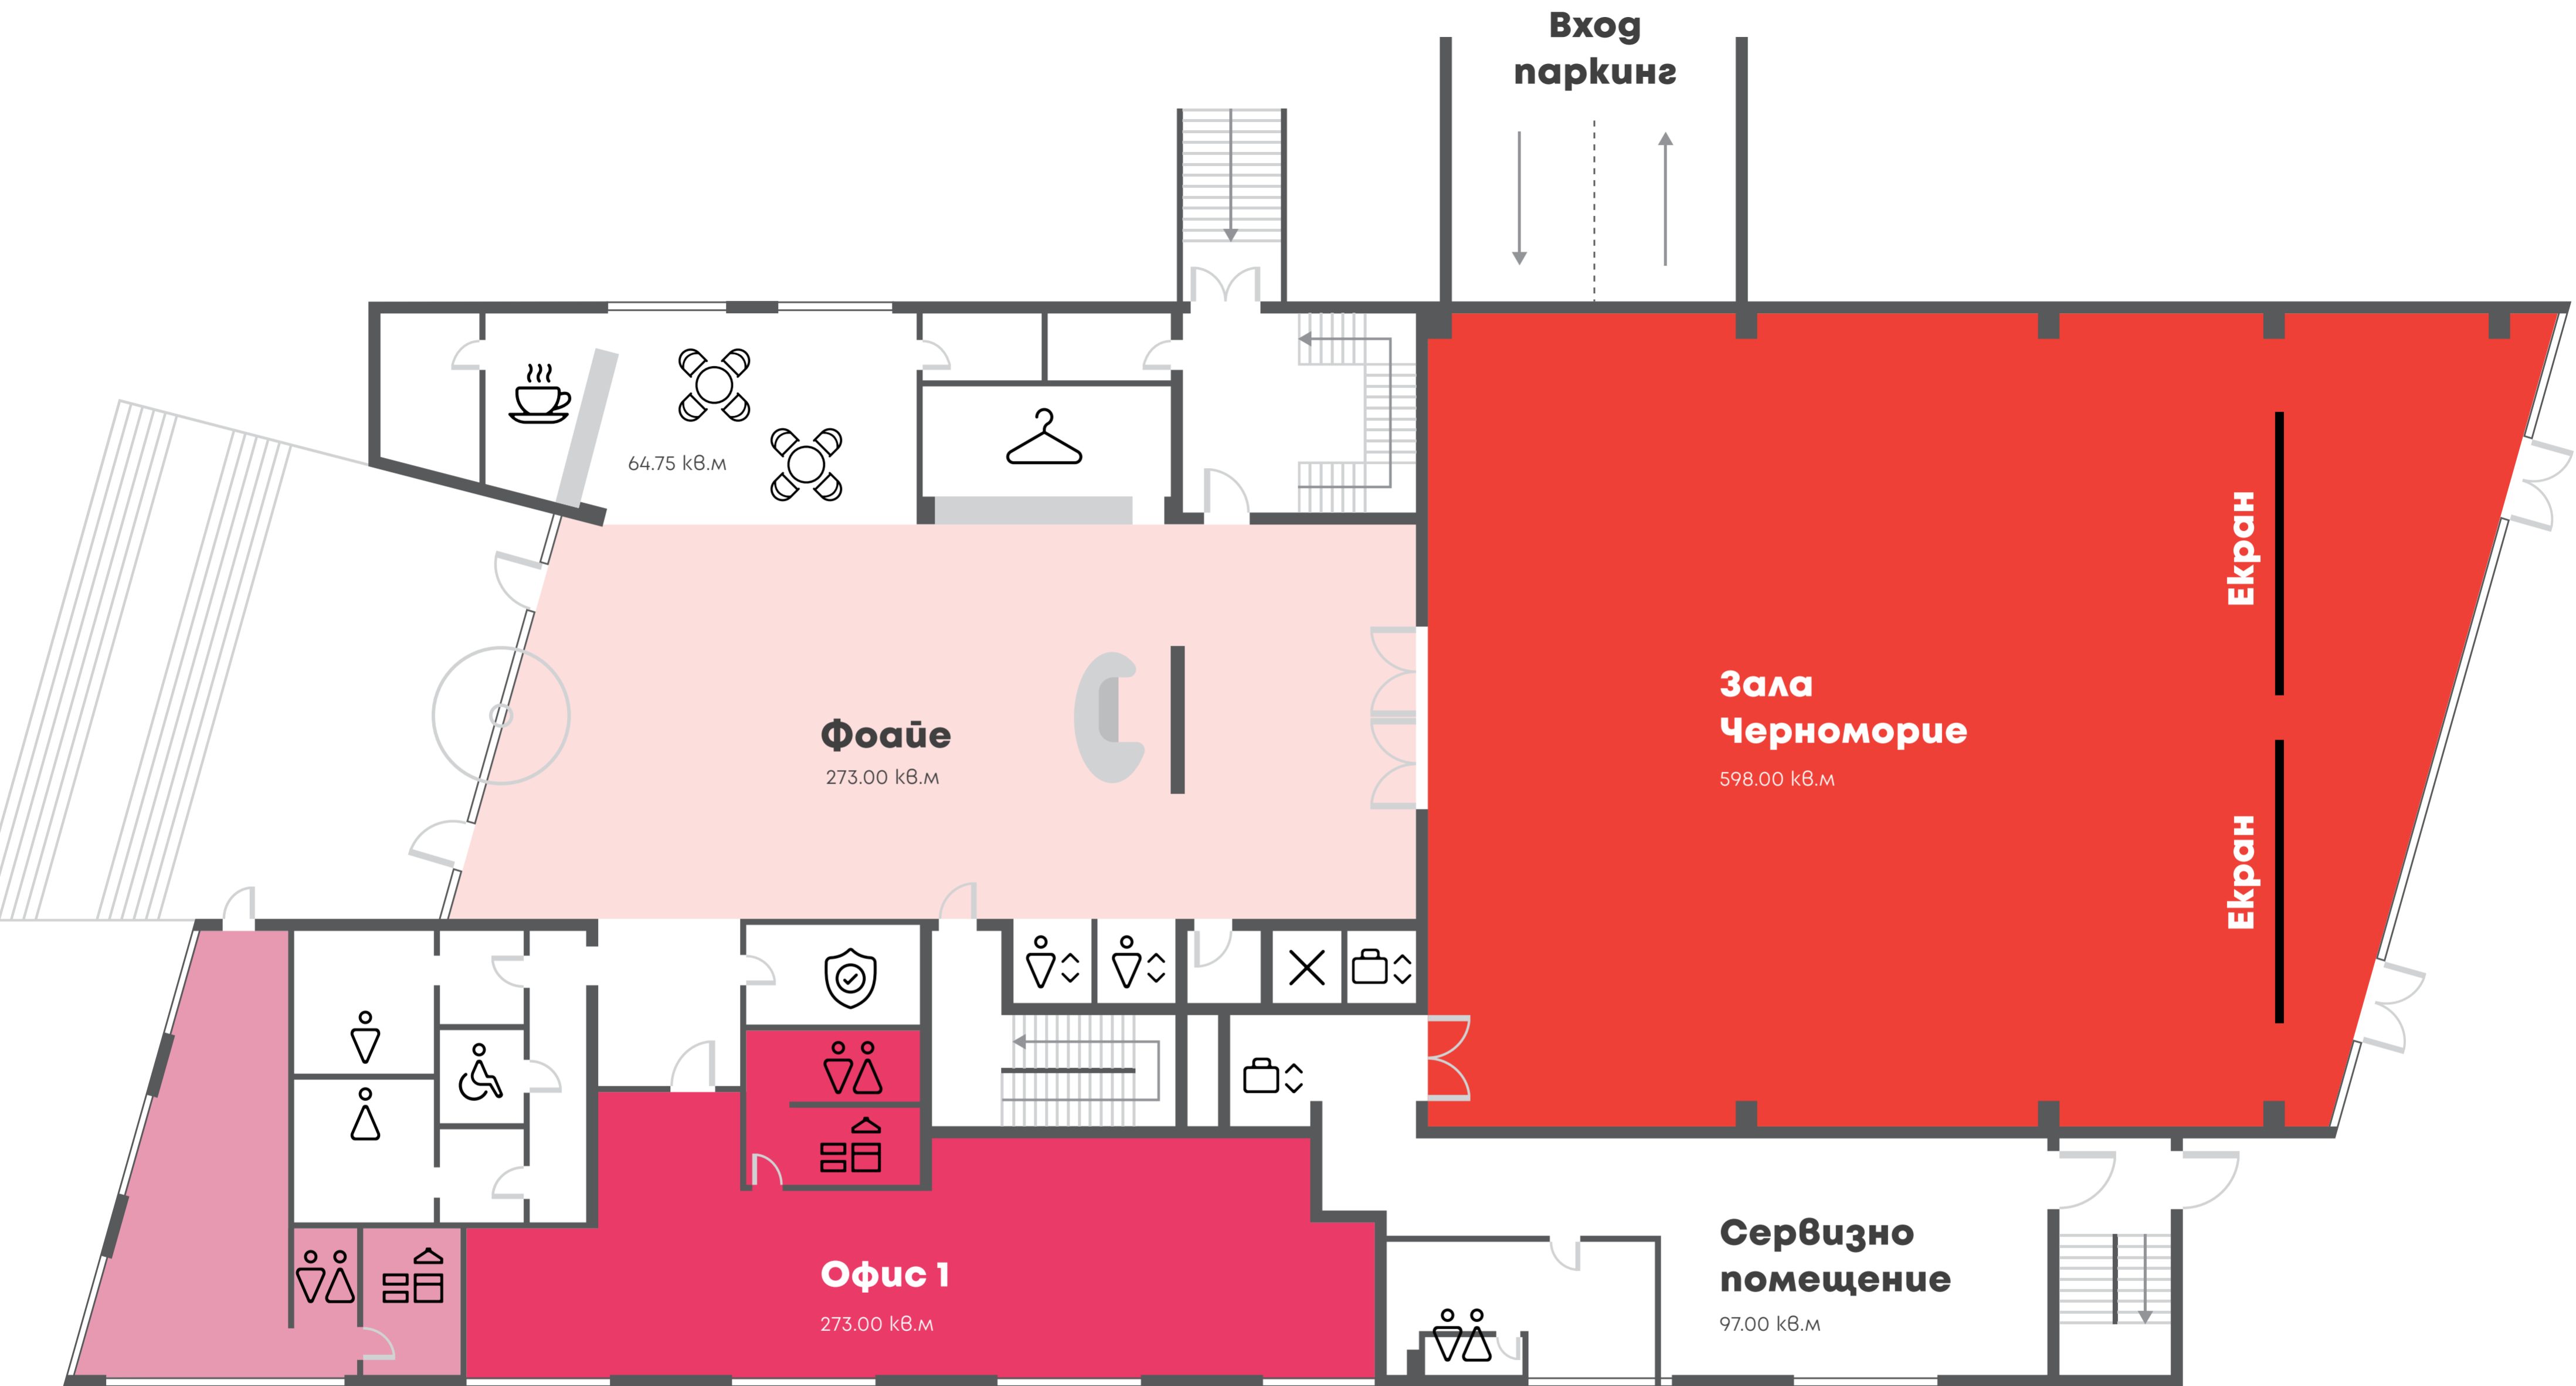 Вход
паркинг
64.75 кв.м
Екран
Зала
Черноморие
598.00 кв.м
Фоайе
273.00 кв.м
Екран
Сервизно
помещение
97.00 кв.м
Офис 1
273.00 кв.м